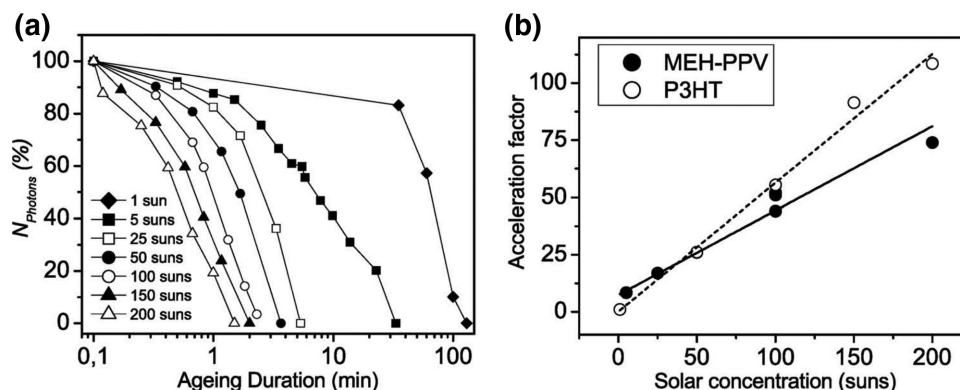 (a)
100
80
60
40
20
0
N_Photons (%)
1 sun
5 suns
25 suns
50 suns
100 suns
150 suns
200 suns
0,1 1 10 100
Ageing Duration (min)
(b)
100
75
50
25
0
Acceleration factor
MEH-PPV
P3HT
0 50 100 150 200
Solar concentration (suns)